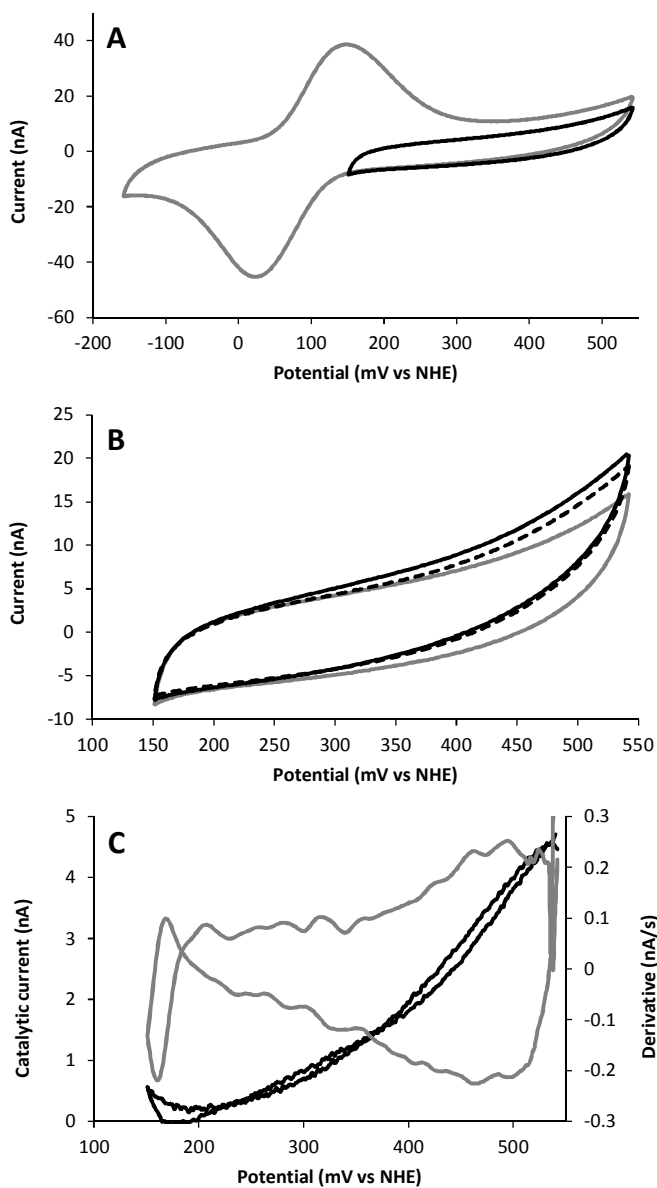 A
40
20
0
-20
-40
-60
Current (nA)
-200 -100 0 100 200 300 400 500
Potential (mV vs NHE)
B
25
20
15
10
5
0
-5
-10
Current (nA)
100 150 200 250 300 350 400 450 500 550
Potential (mV vs NHE)
C
5
4
3
2
1
0
Catalytic current (nA)
0.3
0.2
0.1
0
-0.1
-0.2
-0.3
Derivative (nA/s)
100 200 300 400 500
Potential (mV vs NHE)